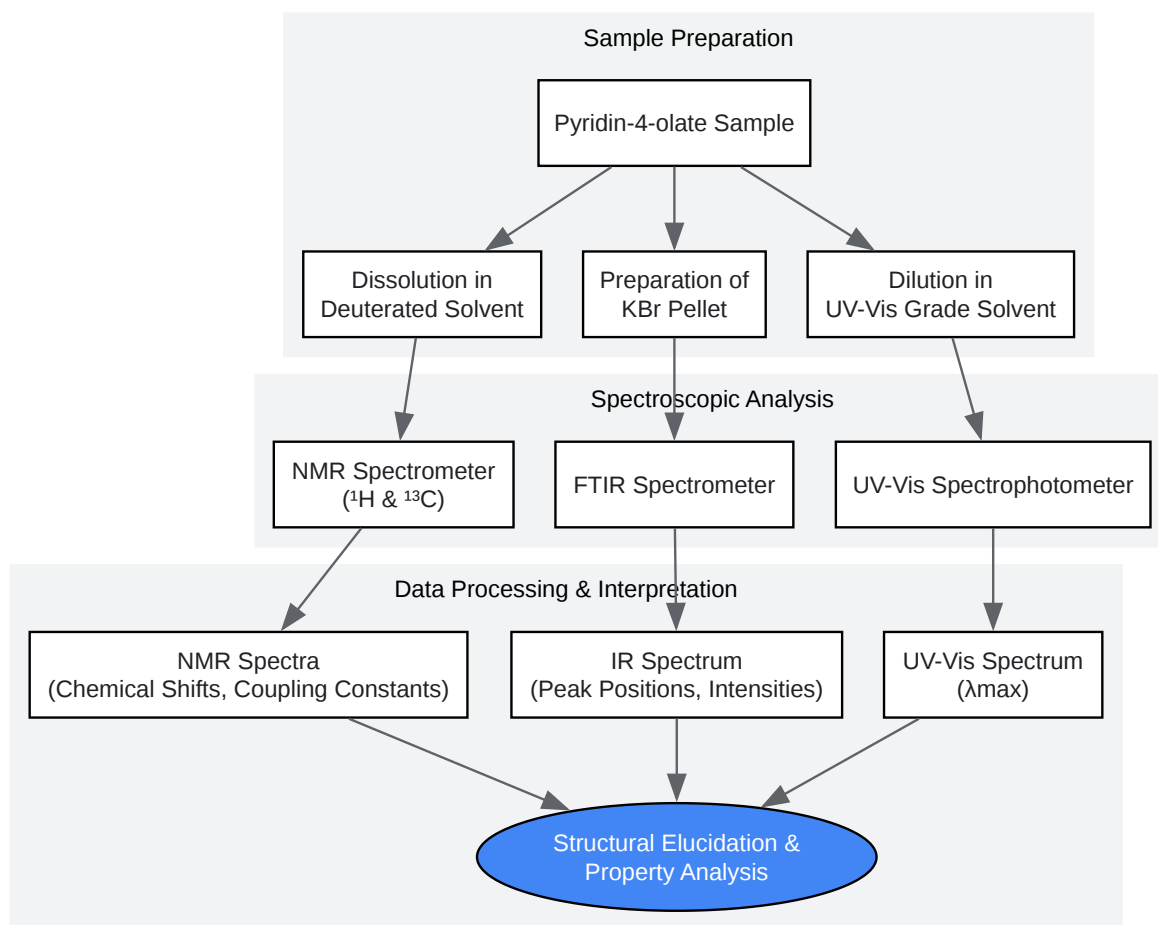 Sample Preparation
Pyridin-4-olate Sample
Dissolution in
Deuterated Solvent
Preparation of
KBr Pellet
Dilution in
UV-Vis Grade Solvent
Spectroscopic Analysis
NMR Spectrometer
(¹H & ¹³C)
FTIR Spectrometer
UV-Vis Spectrophotometer
Data Processing & Interpretation
NMR Spectra
(Chemical Shifts, Coupling Constants)
IR Spectrum
(Peak Positions, Intensities)
UV-Vis Spectrum
(λmax)
Structural Elucidation &
Property Analysis